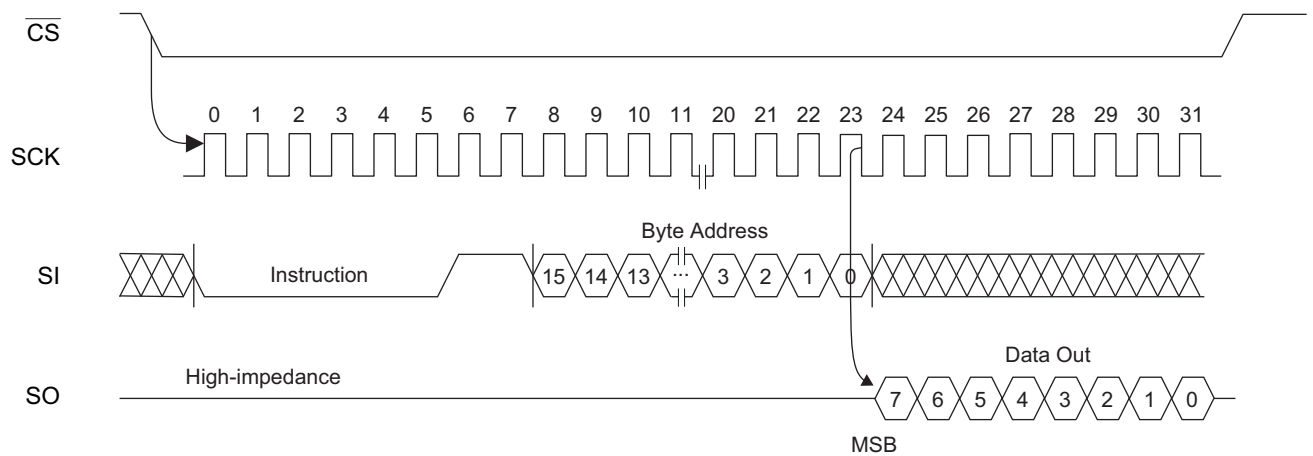 CS
0 1 2 3 4 5 6 7 8 9 10 11 20 21 22 23 24 25 26 27 28 29 30 31
SCK
Byte Address
SI Instruction 15 14 13 ... 3 2 1 0
Data Out
High-impedance
SO 7 6 5 4 3 2 1 0
MSB